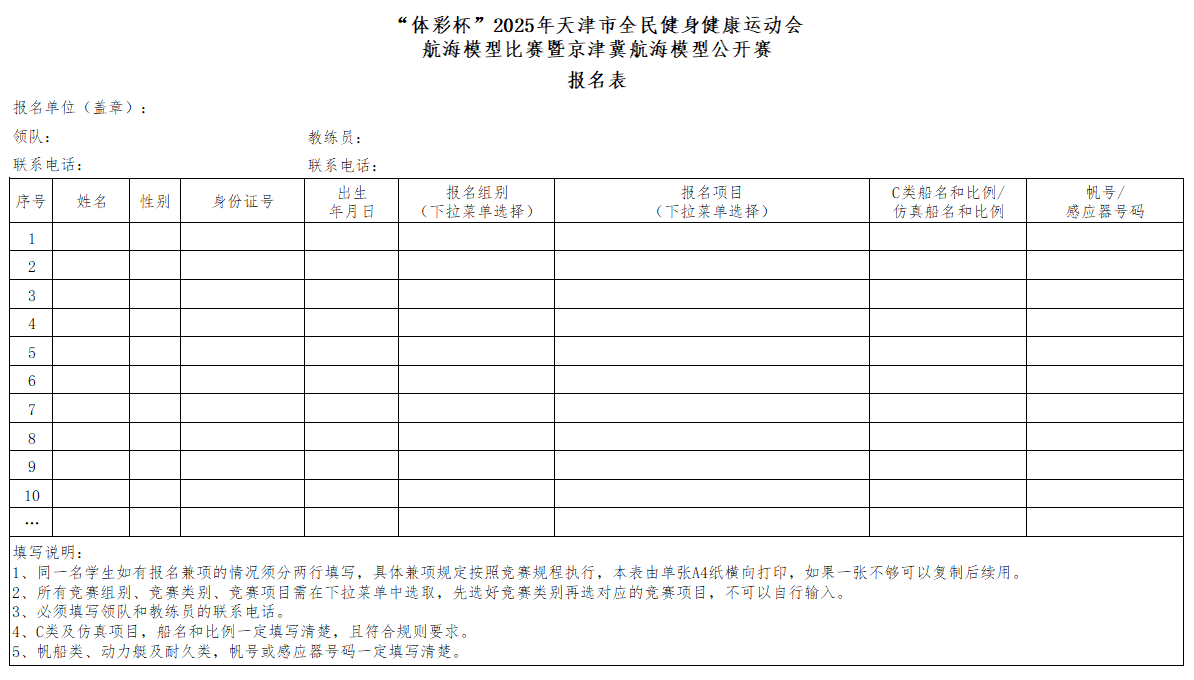 “体彩杯”2025年天津市全民健身健康运动会
航海模型比赛暨京津冀航海模型公开赛
报名表
报名单位（盖章）：
领队： 教练员：
联系电话： 联系电话：
序号 姓名 性别 身份证号 出生年月日 报名组别（下拉菜单选择） 报名项目（下拉菜单选择） C类船名和比例/仿真船名和比例 帆号/感应器号码
1
2
3
4
5
6
7
8
9
10
…
填写说明：
1、同一名学生如有报名兼项的情况须分两行填写，具体兼项规定按照竞赛规程执行，本表由单张A4纸横向打印，如果一张不够可以复制后续用。
2、所有竞赛组别、竞赛类别、竞赛项目需在下拉菜单中选取，先选好竞赛类别再选对应的竞赛项目，不可以自行输入。
3、必须填写领队和教练员的联系电话。
4、C类及仿真项目，船名和比例一定填写清楚，且符合规则要求。
5、帆船类、动力艇及耐久类，帆号或感应器号码一定填写清楚。